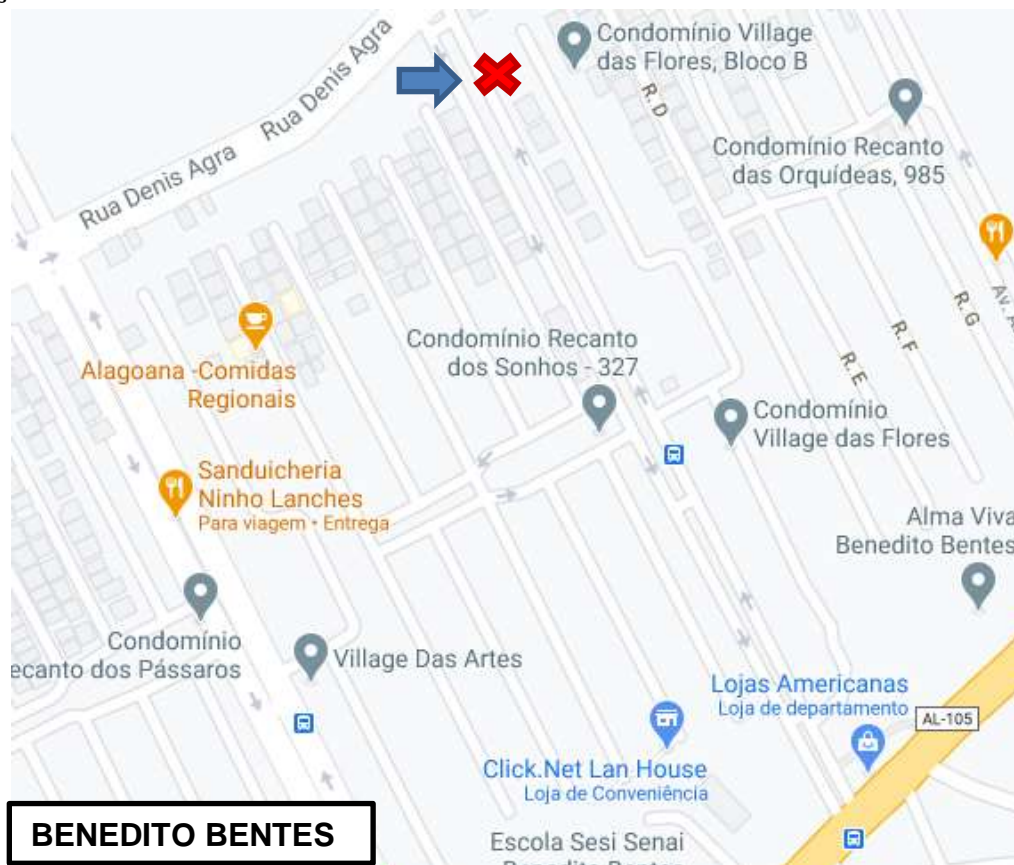 Condomínio Village
das Flores, Bloco B
Rua Denis Agra
Rua Denis Agra
R. D
Condomínio Recanto
das Orquídeas, 985
Condomínio Recanto
dos Sonhos - 327
Alagoana -Comidas
Regionais
R. E
R. F
R. G
Av. A
Condomínio
Village das Flores
Sanduicheria
Ninho Lanches
Para viagem • Entrega
Alma Viva
Benedito Bentes
Condomínio
ecanto dos Pássaros
Village Das Artes
Lojas Americanas
Loja de departamento
AL-105
Click.Net Lan House
Loja de Conveniência
Escola Sesi Senai
Benedito Bentes
BENEDITO BENTES